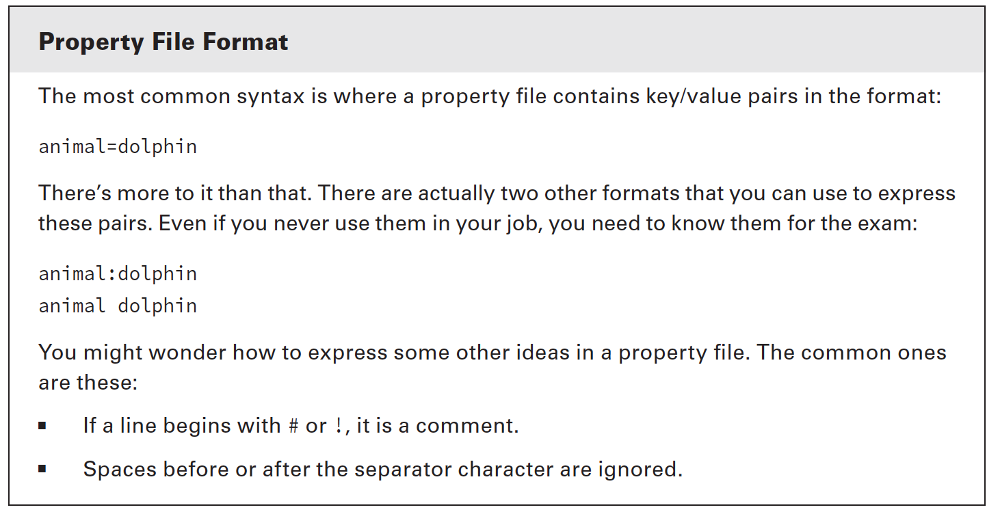 Property File Format
The most common syntax is where a property file contains key/value pairs in the format:
animal=dolphin
There’s more to it than that. There are actually two other formats that you can use to express
these pairs. Even if you never use them in your job, you need to know them for the exam:
animal:dolphin
animal dolphin
You might wonder how to express some other ideas in a property file. The common ones
are these:
■ If a line begins with # or !, it is a comment.
■ Spaces before or after the separator character are ignored.